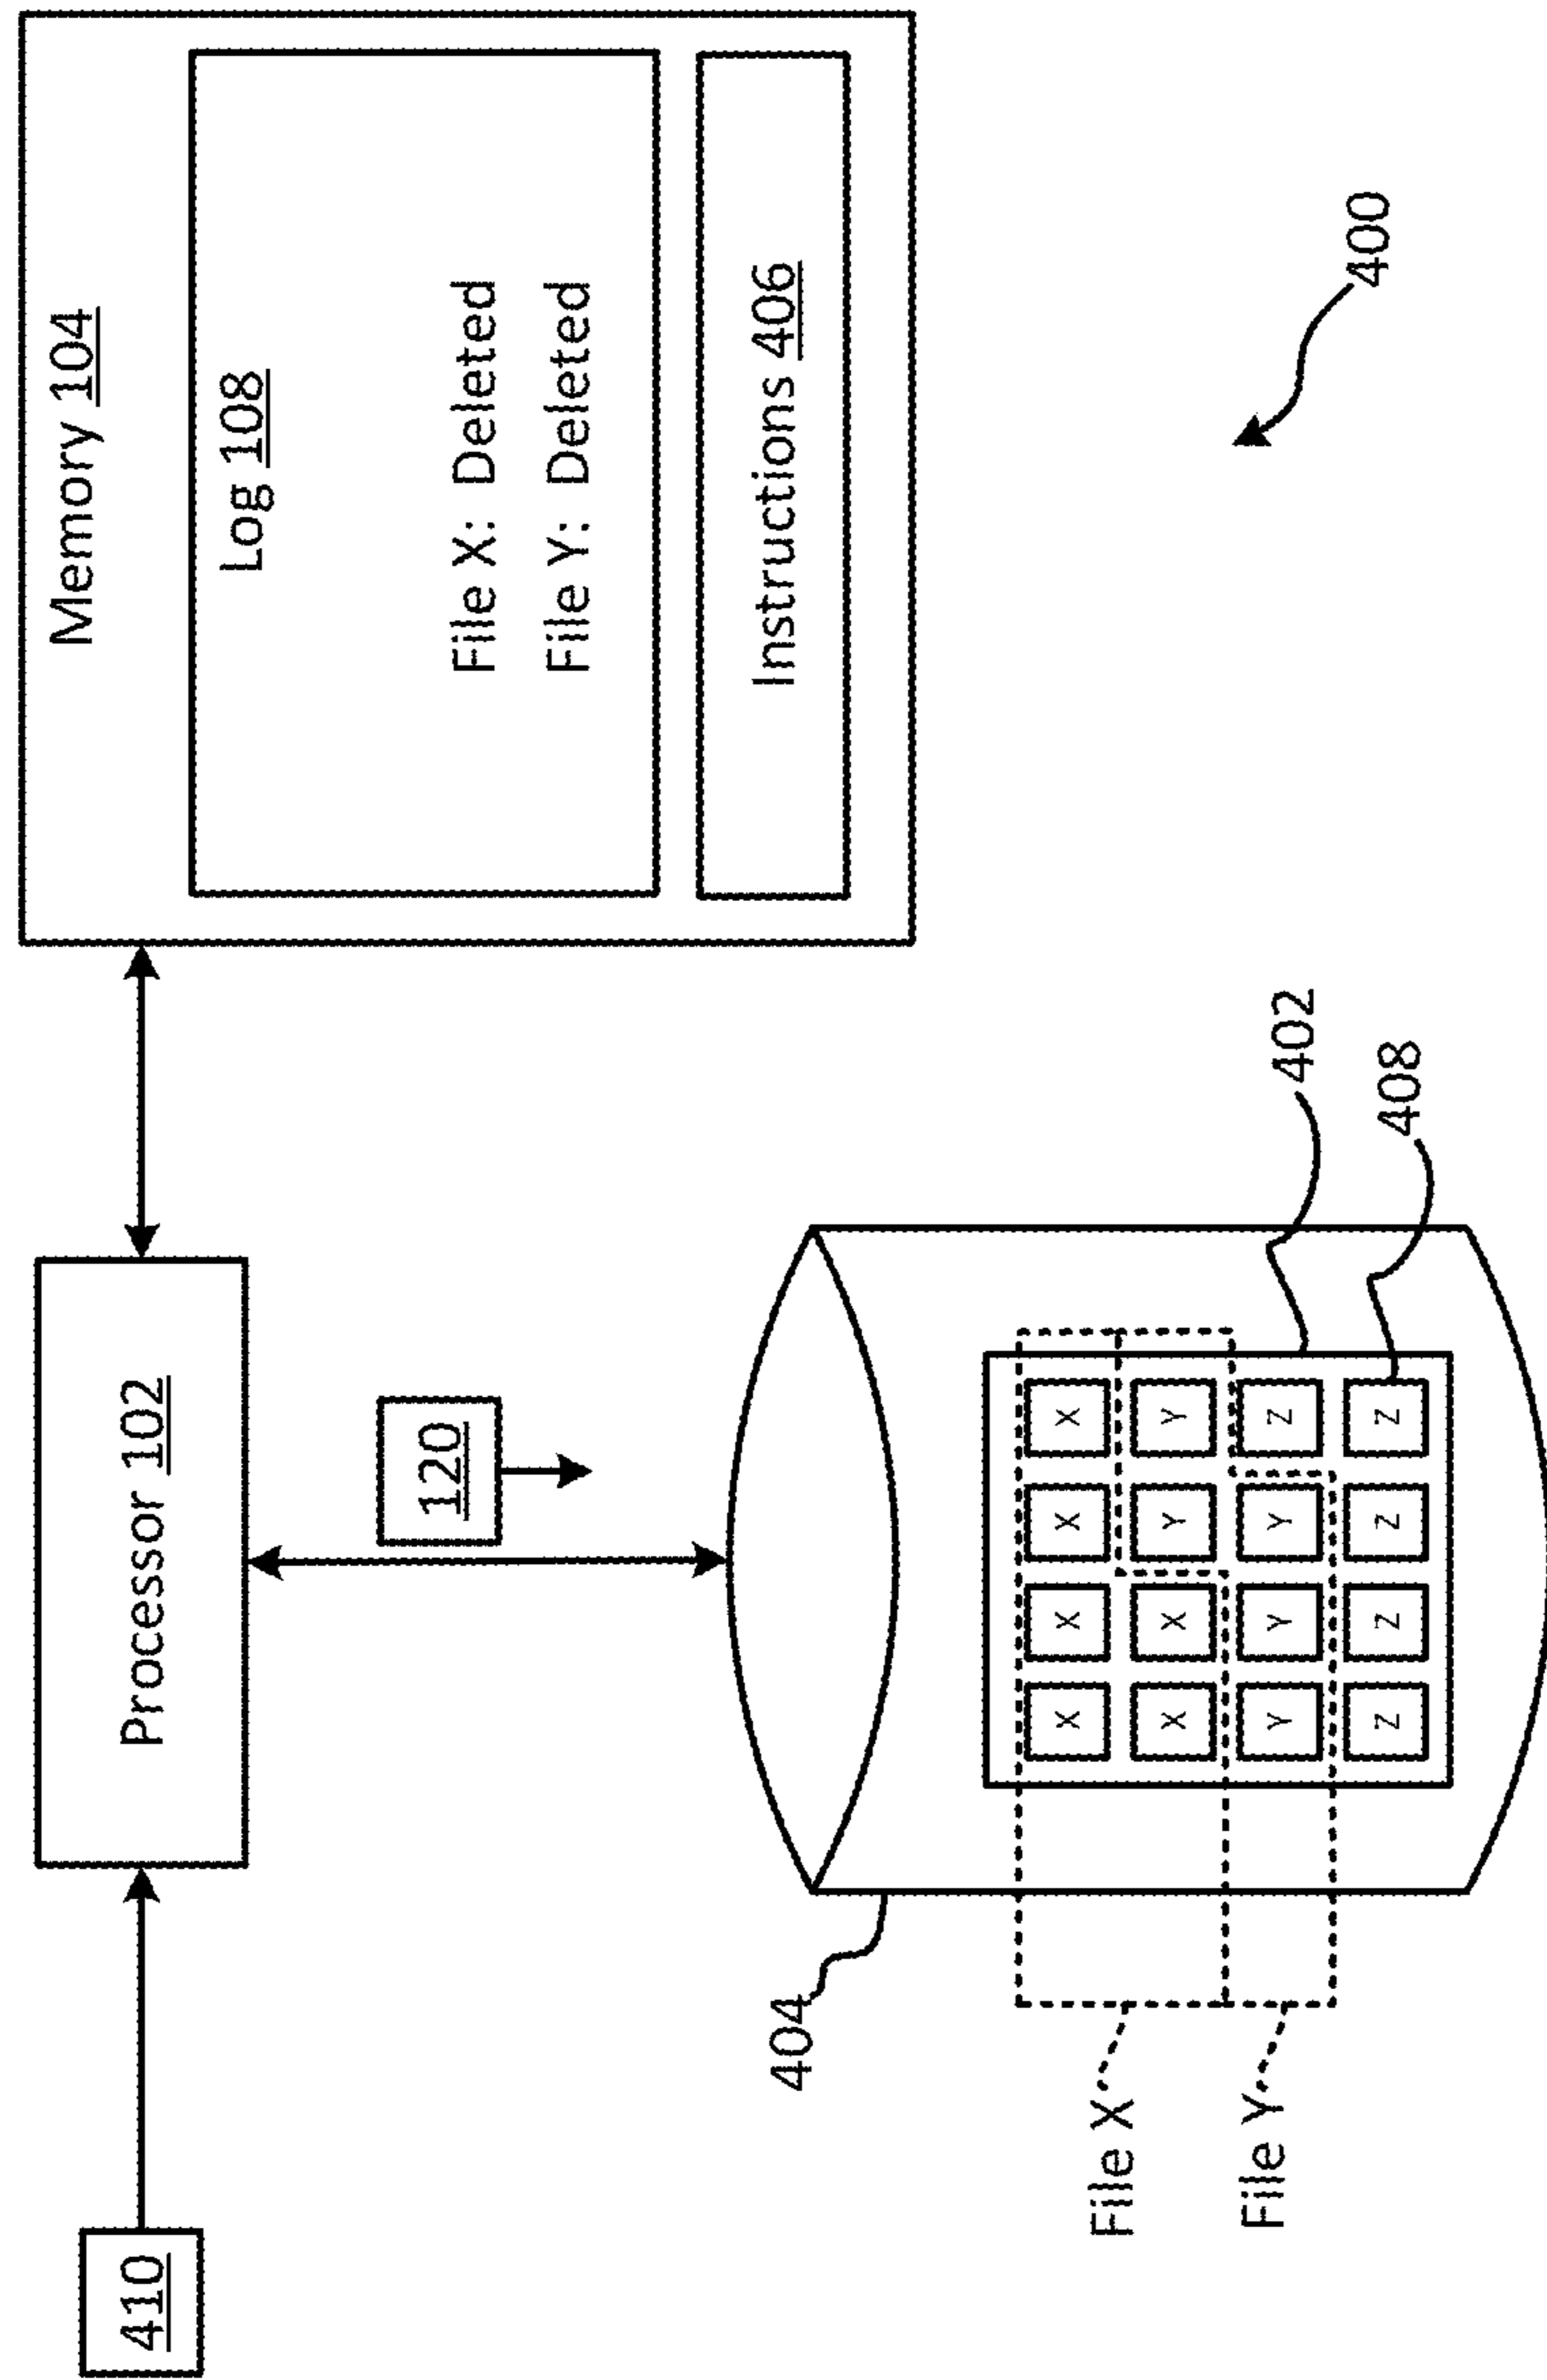 410
Processor 102
Memory 104
Log 108
File X: Deleted
File Y: Deleted
Instructions 406
120
404
File X
File Y
X X X X
X X Y Y
Y Y Y Z
Z Z Z Z
402
408
400